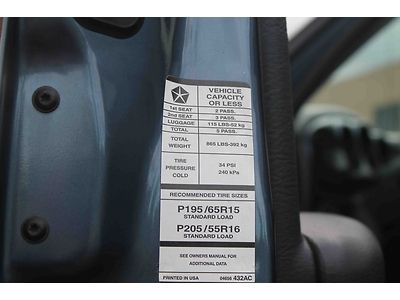 VEHICLE
CAPACITY
OR LESS
1st SEAT 2 PASS.
2nd SEAT 3 PASS.
LUGGAGE 115 LBS-52 kg
TOTAL 5 PASS.
TOTAL WEIGHT 865 LBS-392 kg
TIRE PRESSURE COLD 34 PSI 240 kPa
RECOMMENDED TIRE SIZES
P195/65R15
STANDARD LOAD
P205/55R16
STANDARD LOAD
SEE OWNERS MANUAL FOR
ADDITIONAL DATA
PRINTED IN USA 04656 432AC